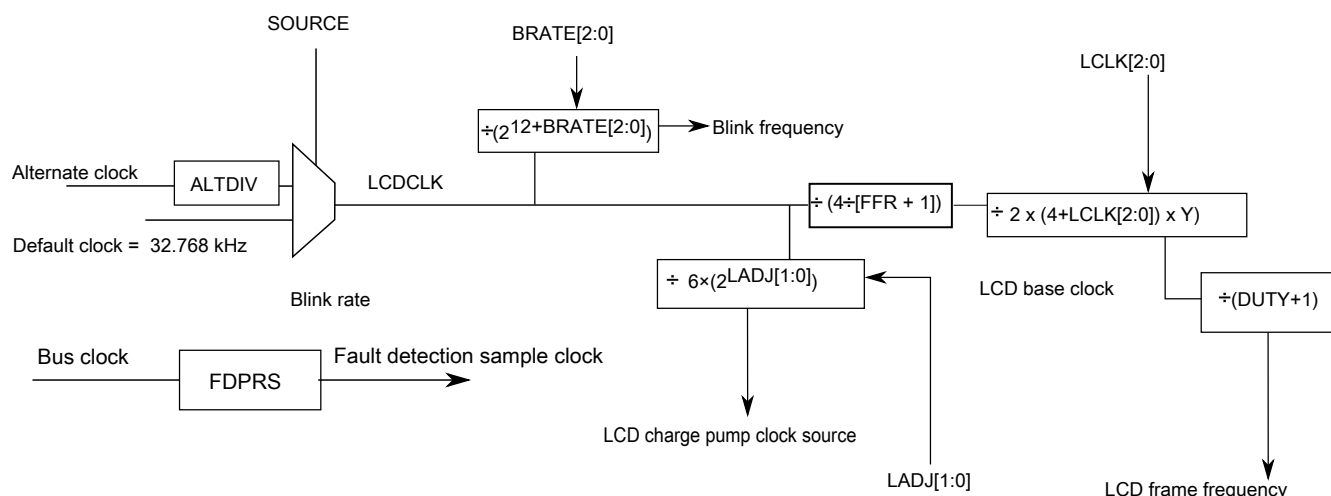 SOURCE
BRATE[2:0]
LCLK[2:0]
÷(2^12+BRATE[2:0])
Blink frequency
Alternate clock
ALTDIV
LCDCLK
÷ (4÷[FFR + 1])
÷ 2 x (4+LCLK[2:0]) x Y)
Default clock = 32.768 kHz
÷ 6×(2^LADJ[1:0])
LCD base clock
÷(DUTY+1)
Blink rate
Bus clock
FDPRS
Fault detection sample clock
LCD charge pump clock source
LADJ[1:0]
LCD frame frequency